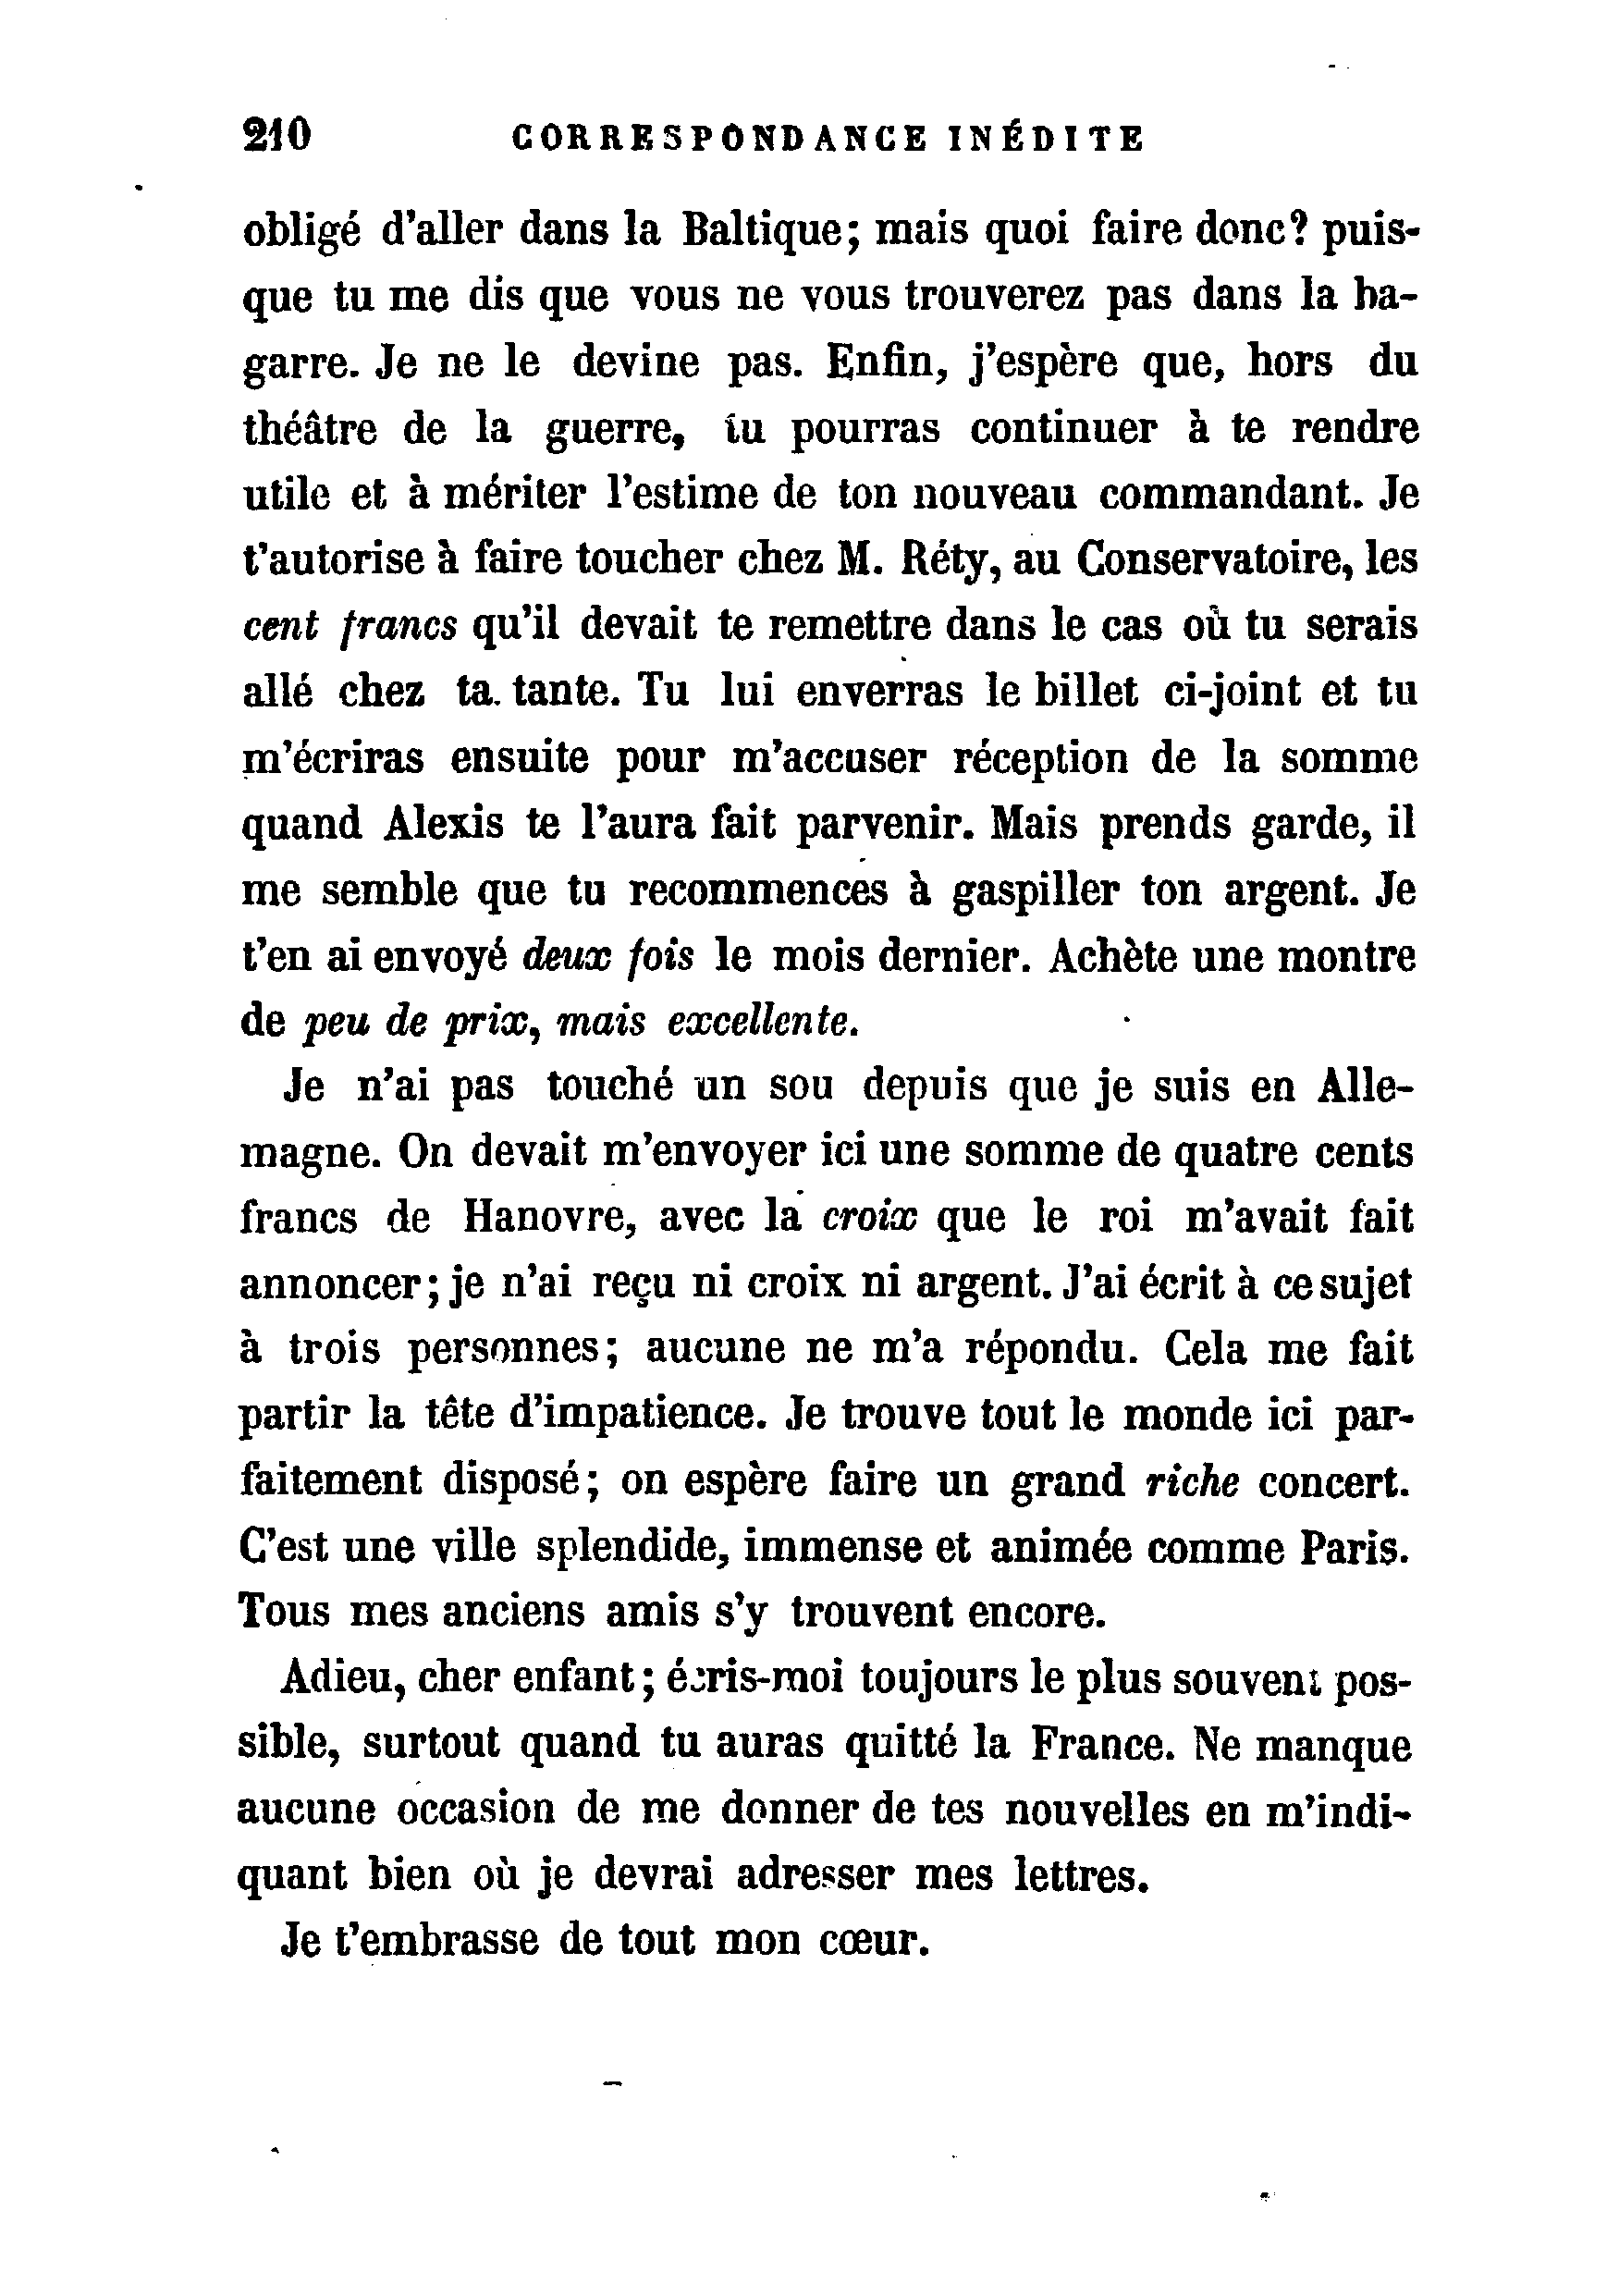 210 CORRESPONDANCE INÉDITE
obligé d'aller dans la Baltique; mais quoi faire donc? puis-
que tu me dis que vous ne vous trouverez pas dans la ba-
garre. Je ne le devine pas. Enfin, j'espère que, hors du
théâtre de la guerre, tu pourras continuer à te rendre
utile et à mériter l'estime de ton nouveau commandant. Je
t'autorise à faire toucher chez M. Réty, au Conservatoire, les
cent francs qu'il devait te remettre dans le cas où tu serais
allé chez ta tante. Tu lui enverras le billet ci-joint et tu
m'écriras ensuite pour m'accuser réception de la somme
quand Alexis te l'aura fait parvenir. Mais prends garde, il
me semble que tu recommences à gaspiller ton argent. Je
t'en ai envoyé deux fois le mois dernier. Achète une montre
de peu de prix, mais excellente.
Je n'ai pas touché un sou depuis que je suis en Alle-
magne. On devait m'envoyer ici une somme de quatre cents
francs de Hanovre, avec la croix que le roi m'avait fait
annoncer; je n'ai reçu ni croix ni argent. J'ai écrit à ce sujet
à trois personnes; aucune ne m'a répondu. Cela me fait
partir la tête d'impatience. Je trouve tout le monde ici par-
faitement disposé; on espère faire un grand riche concert.
C'est une ville splendide, immense et animée comme Paris.
Tous mes anciens amis s'y trouvent encore.
Adieu, cher enfant; écris-moi toujours le plus souvent pos-
sible, surtout quand tu auras quitté la France. Ne manque
aucune occasion de me donner de tes nouvelles en m'indi-
quant bien où je devrai adresser mes lettres.
Je t'embrasse de tout mon cœur.